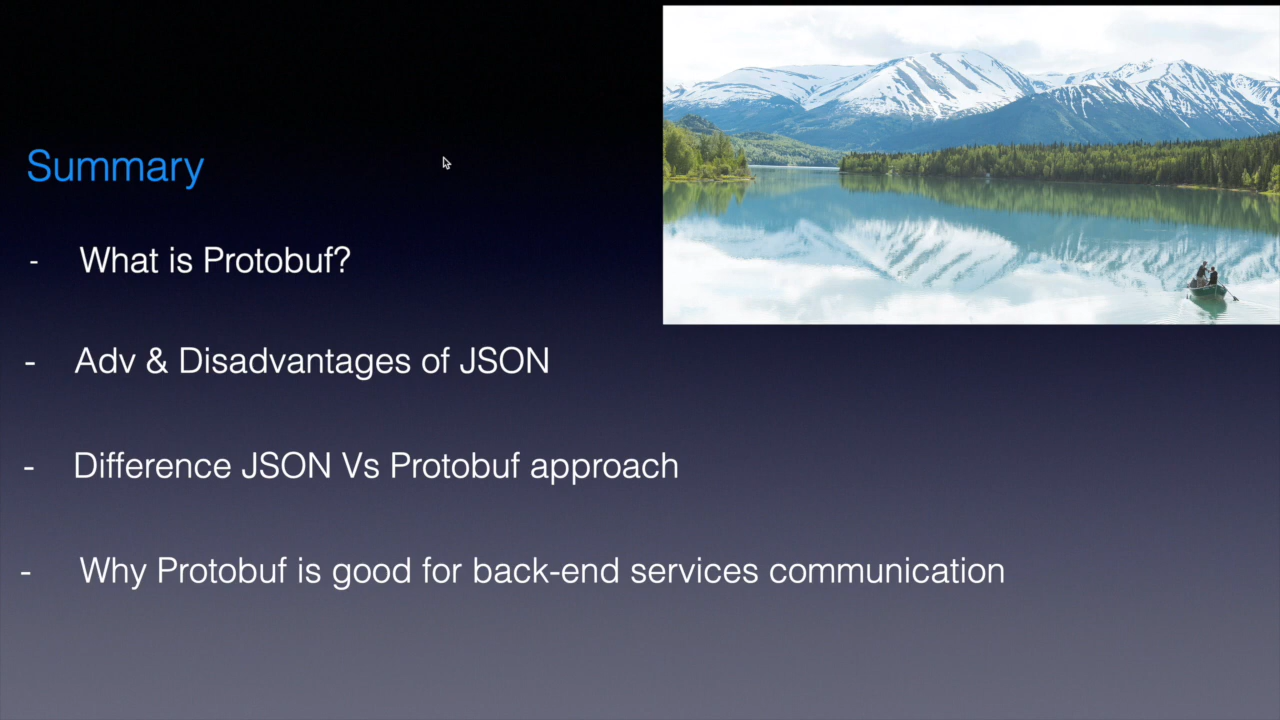 Summary
- What is Protobuf?
- Adv & Disadvantages of JSON
- Difference JSON Vs Protobuf approach
- Why Protobuf is good for back-end services communication